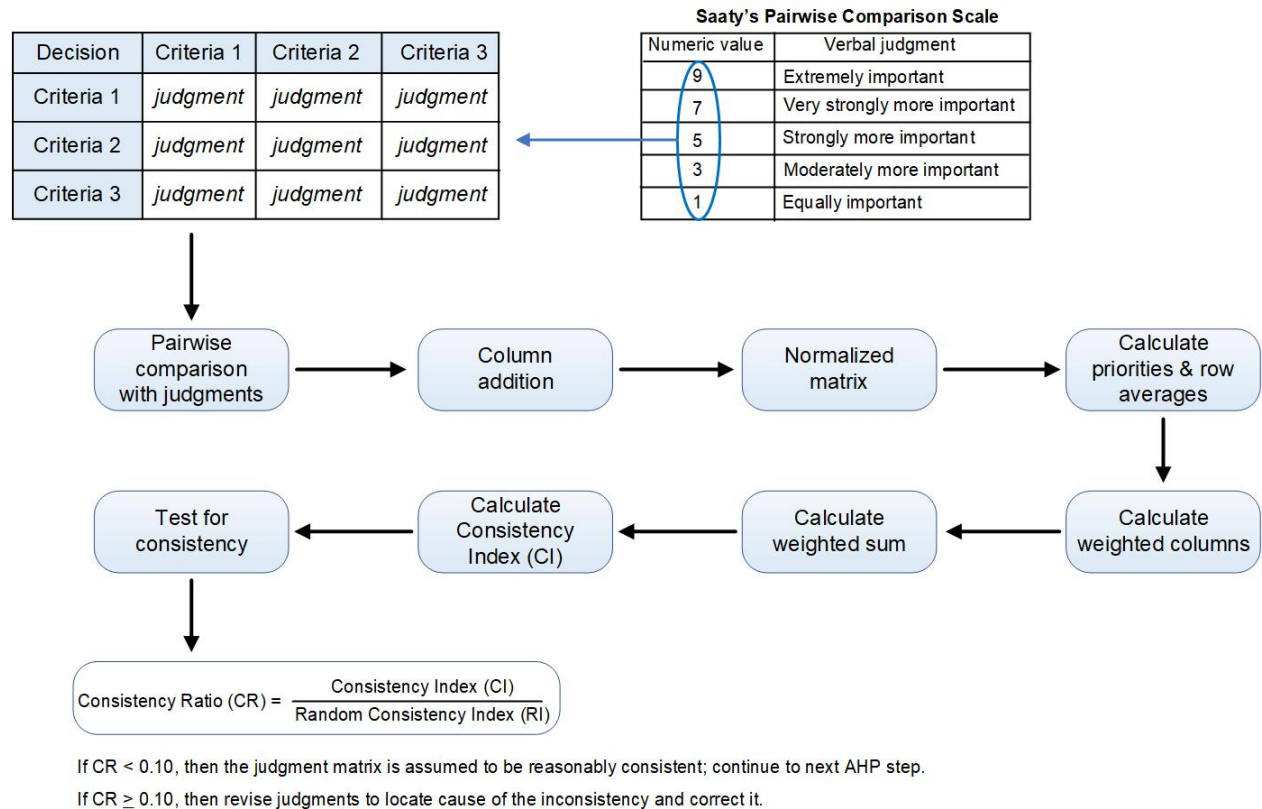 Saaty's Pairwise Comparison Scale
Decision Criteria 1 Criteria 2 Criteria 3
Criteria 1 judgment judgment judgment
Criteria 2 judgment judgment judgment
Criteria 3 judgment judgment judgment
Numeric value Verbal judgment
9 Extremely important
7 Very strongly more important
5 Strongly more important
3 Moderately more important
1 Equally important
Pairwise
comparison
with judgments
Column
addition
Normalized
matrix
Calculate
priorities & row
averages
Calculate
weighted columns
Calculate
weighted sum
Calculate
Consistency
Index (CI)
Test for
consistency
Consistency Ratio (CR) = Consistency Index (CI)
Random Consistency Index (RI)
If CR < 0.10, then the judgment matrix is assumed to be reasonably consistent; continue to next AHP step.
If CR ≥ 0.10, then revise judgments to locate cause of the inconsistency and correct it.